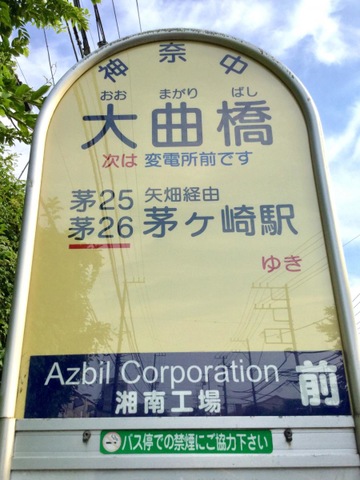 神奈中
おお まがり ばし
大曲橋
次は 変電所前です
茅25 矢畑経由
茅26 茅ヶ崎駅
ゆき
Azbil Corporation
湘南工場 前
バス停での禁煙にご協力下さい